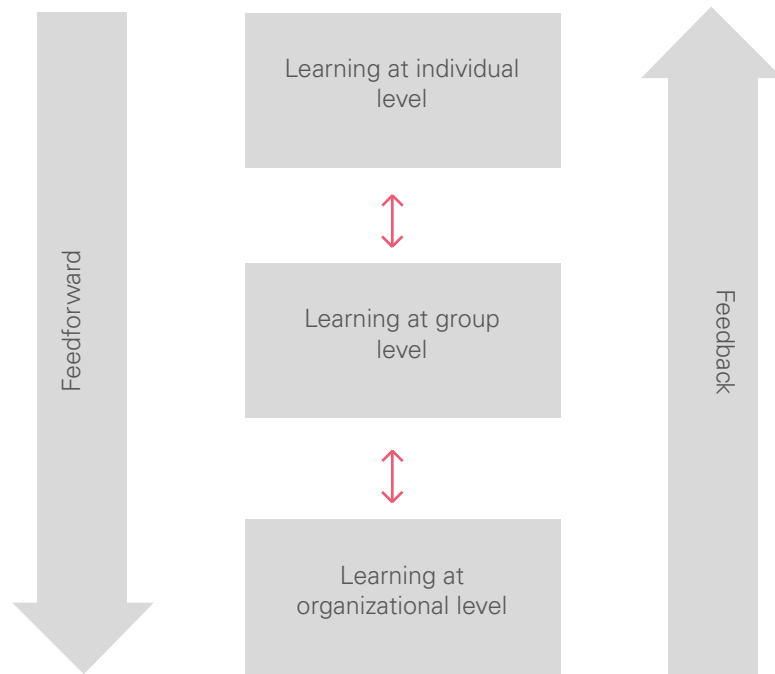 Learning at individual
level
Feedforward
Learning at group
level
Feedback
Learning at
organizational level